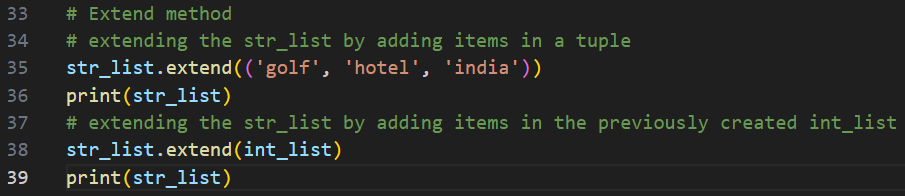 33 # Extend method
34 # extending the str_list by adding items in a tuple
35 str_list.extend(('golf', 'hotel', 'india'))
36 print(str_list)
37 # extending the str_list by adding items in the previously created int_list
38 str_list.extend(int_list)
39 print(str_list)